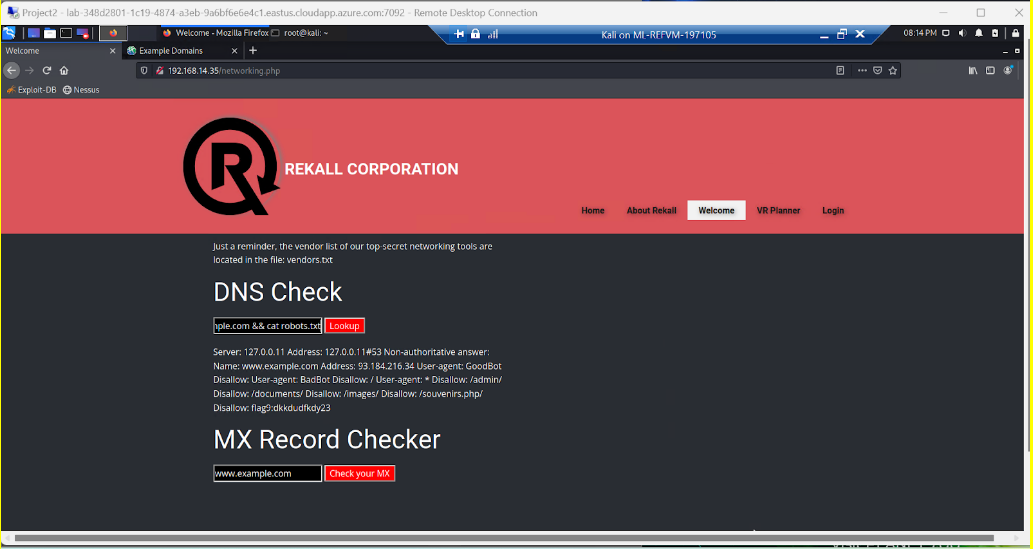 Project2 - lab-348d2801-1c19-4874-a3eb-9a6bf6e6e4c1.eastus.cloudapp.azure.com:7092 - Remote Desktop Connection
Welcome - Mozilla Firefox
root@kali: ~
Kali on ML-REFVM-197105
08:14 PM
Welcome
Example Domains
192.168.14.35/networking.php
Exploit-DB
Nessus
R
REKALL CORPORATION
Home
About Rekall
Welcome
VR Planner
Login
Just a reminder, the vendor list of our top-secret networking tools are
located in the file: vendors.txt
DNS Check
nple.com && cat robots.txt
Lookup
Server: 127.0.0.11 Address: 127.0.0.11#53 Non-authoritative answer:
Name: www.example.com Address: 93.184.216.34 User-agent: GoodBot
Disallow: User-agent: BadBot Disallow: / User-agent: * Disallow: /admin/
Disallow: /documents/ Disallow: /images/ Disallow: /souvenirs.php/
Disallow: flag9:dkkdudfkdy23
MX Record Checker
www.example.com
Check your MX